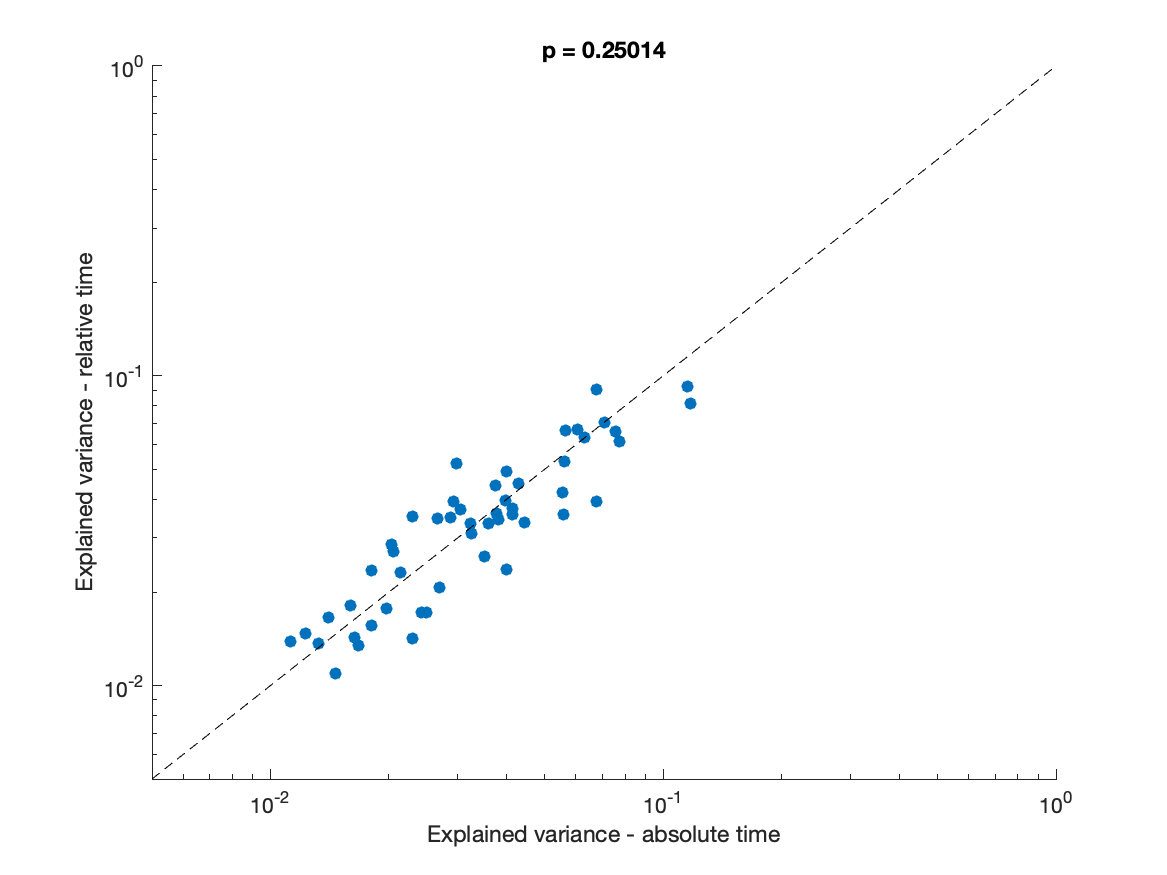 p = 0.25014
10^0
10^-1
10^-2
Explained variance - relative time
10^-2
10^-1
10^0
Explained variance - absolute time